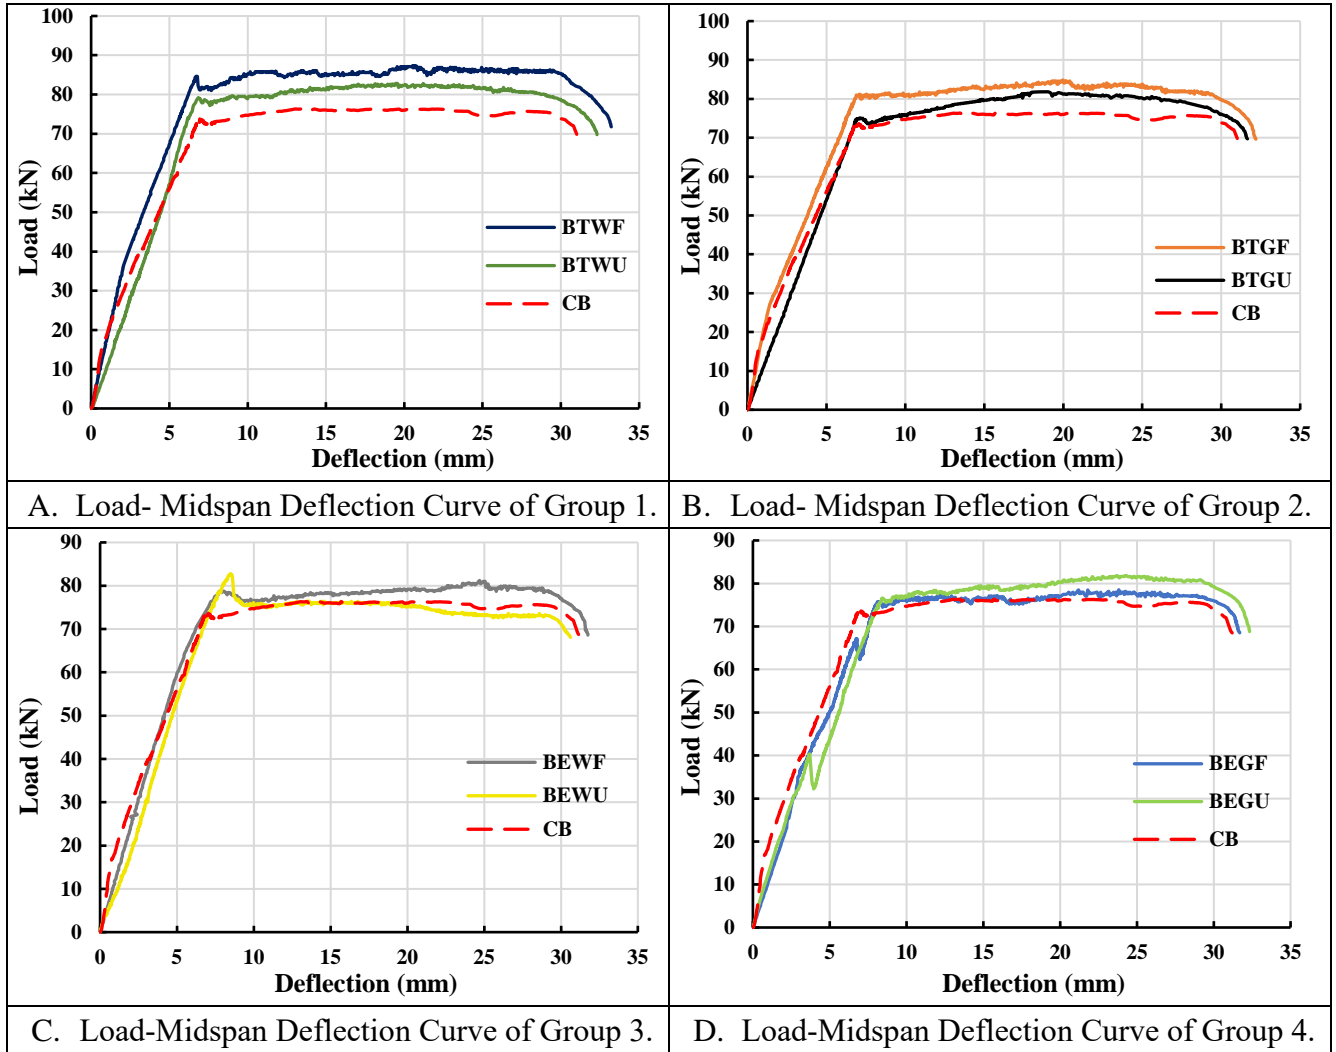 100
90
80
70
60
50
40
30
20
10
0
Load (kN)
BTWF
BTWU
CB
0 5 10 15 20 25 30 35
Deflection (mm)
A. Load- Midspan Deflection Curve of Group 1.
100
90
80
70
60
50
40
30
20
10
0
Load (kN)
BTGF
BTGU
CB
0 5 10 15 20 25 30 35
Deflection (mm)
B. Load- Midspan Deflection Curve of Group 2.
90
80
70
60
50
40
30
20
10
0
Load (kN)
BEWF
BEWU
CB
0 5 10 15 20 25 30 35
Deflection (mm)
C. Load-Midspan Deflection Curve of Group 3.
90
80
70
60
50
40
30
20
10
0
Load (kN)
BEGF
BEGU
CB
0 5 10 15 20 25 30 35
Deflection (mm)
D. Load-Midspan Deflection Curve of Group 4.